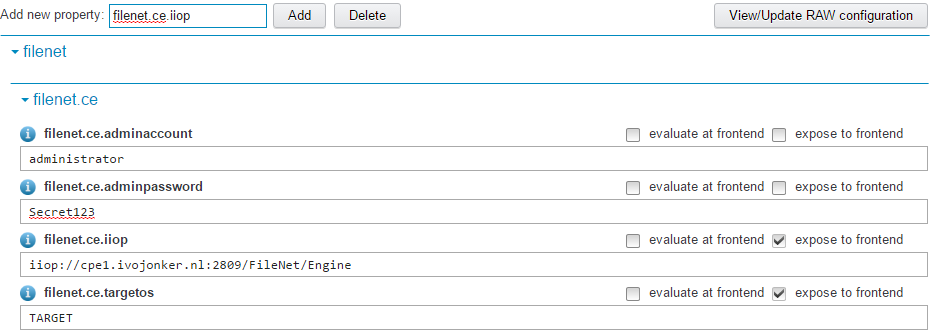 Add new property: filenet.ce.iiop Add Delete View/Update RAW configuration
filenet
filenet.ce
filenet.ce.adminaccount evaluate at frontend expose to frontend
administrator
filenet.ce.adminpassword evaluate at frontend expose to frontend
Secret123
filenet.ce.iiop evaluate at frontend expose to frontend
iiop://cpe1.ivojonker.nl:2809/FileNet/Engine
filenet.ce.targetos evaluate at frontend expose to frontend
TARGET